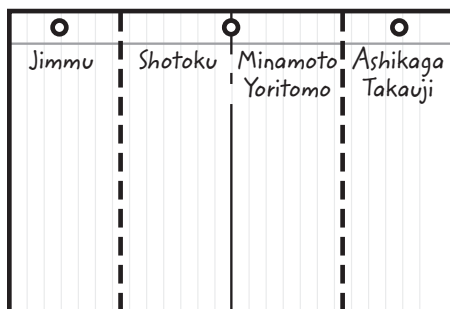 Jimmu
Shotoku
Minamoto
Yoritomo
Ashikaga
Takauji